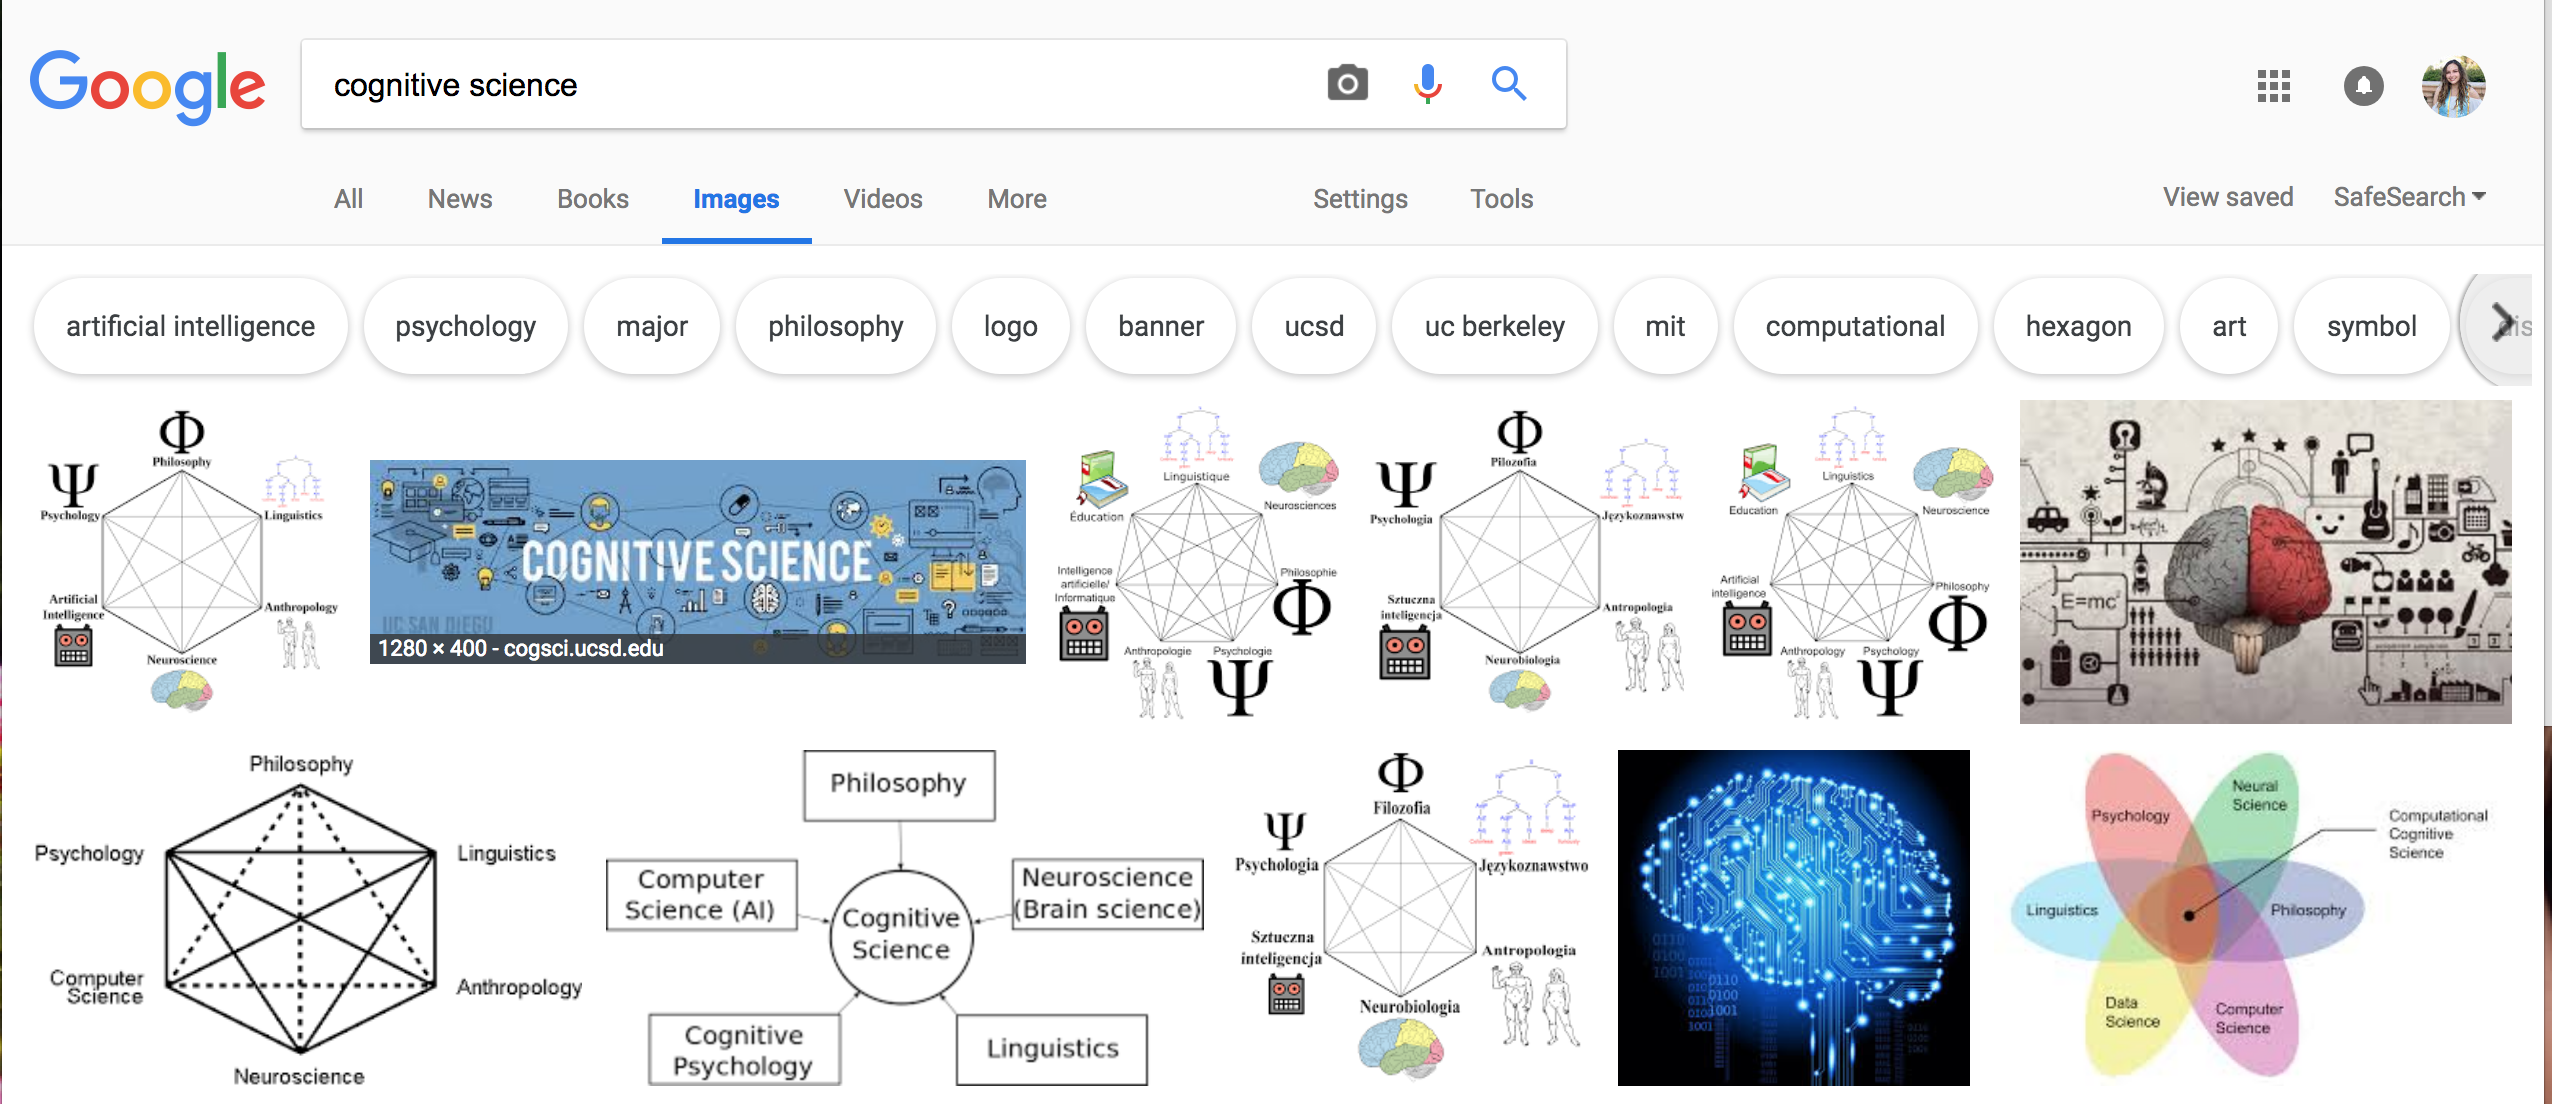 Google
cognitive science
All News Books Images Videos More Settings Tools View saved SafeSearch
artificial intelligence psychology major philosophy logo banner ucsd uc berkeley mit computational hexagon art symbol
Φ
Philosophy
Ψ
Psychology
Linguistics
Artificial
Intelligence
Anthropology
Neuroscience
COGNITIVE SCIENCE
UC SAN DIEGO
1280 × 400 - cogsci.ucsd.edu
Linguistique
Éducation
Neurosciences
Intelligence
artificielle/
Informatique
Philosophie
Φ
Anthropologie
Psychologie
Ψ
Φ
Pilozofia
Ψ
Psychologia
Językoznawstw
Sztuczna
inteligencja
Antropologia
Neurobiologia
Linguistics
Education
Neuroscience
Artificial
intelligence
Philosophy
Φ
Anthropology
Psychology
Ψ
E=mc²
Philosophy
Psychology
Linguistics
Computer
Science
Anthropology
Neuroscience
Philosophy
Computer
Science (AI)
Neuroscience
(Brain science)
Cognitive
Science
Cognitive
Psychology
Linguistics
Φ
Filozofia
Ψ
Psychologia
Językoznawstwo
Sztuczna
inteligencja
Antropologia
Neurobiologia
Psychology
Neural
Science
Computational
Cognitive
Science
Linguistics
Philosophy
Data
Science
Computer
Science